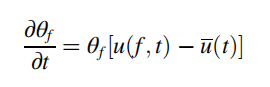 ∂θ_f/∂t = θ_f[u(f, t) − u̅(t)]